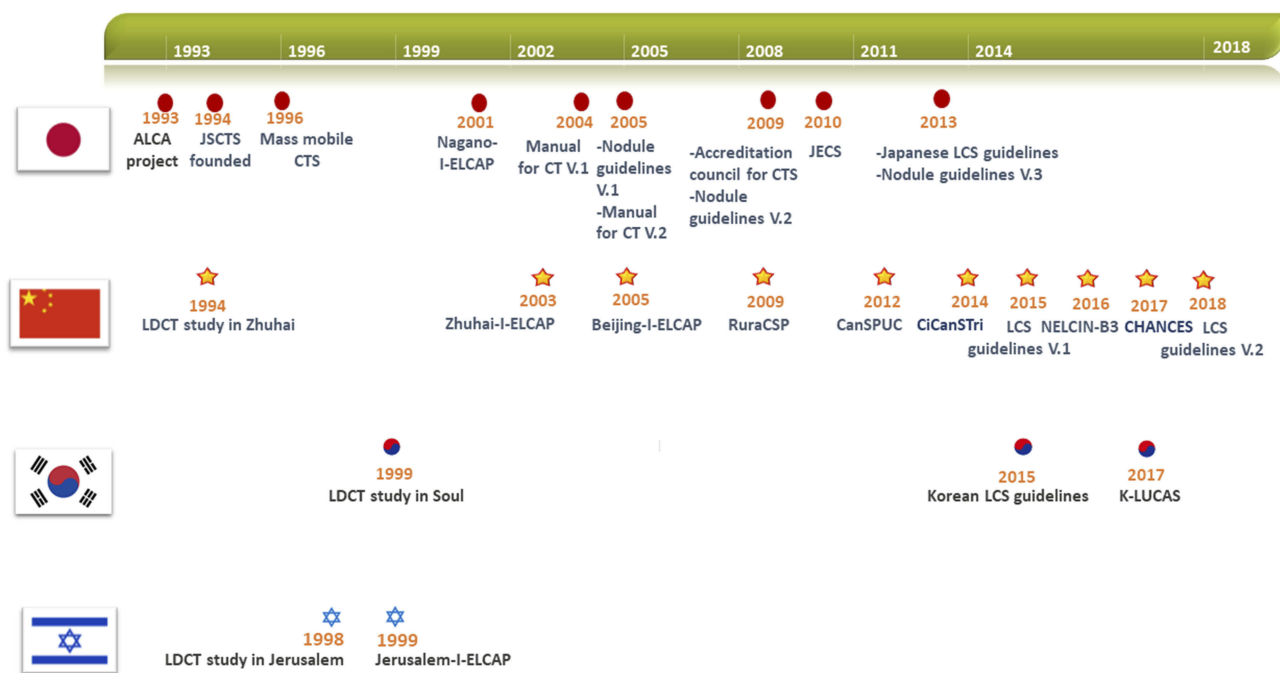 1993 1996 1999 2002 2005 2008 2011 2014 2018
1993 1994 1996 2001 2004 2005 2009 2010 2013
ALCA
project
JSCTS
founded
Mass mobile
CTS
Nagano-
I-ELCAP
Manual
for CT V.1
-Nodule
guidelines
V.1
-Manual
for CT V.2
-Accreditation
council for CTS
-Nodule
guidelines V.2
JECS
-Japanese LCS guidelines
-Nodule guidelines V.3
1994 2003 2005 2009 2012 2014 2015 2016 2017 2018
LDCT study in Zhuhai
Zhuhai-I-ELCAP
Beijing-I-ELCAP
RuraCSP
CanSPUC
CiCanSTri
LCS
guidelines V.1
NELCIN-B3
CHANCES
LCS
guidelines V.2
1999 2015 2017
LDCT study in Soul
Korean LCS guidelines
K-LUCAS
1998 1999
LDCT study in Jerusalem
Jerusalem-I-ELCAP